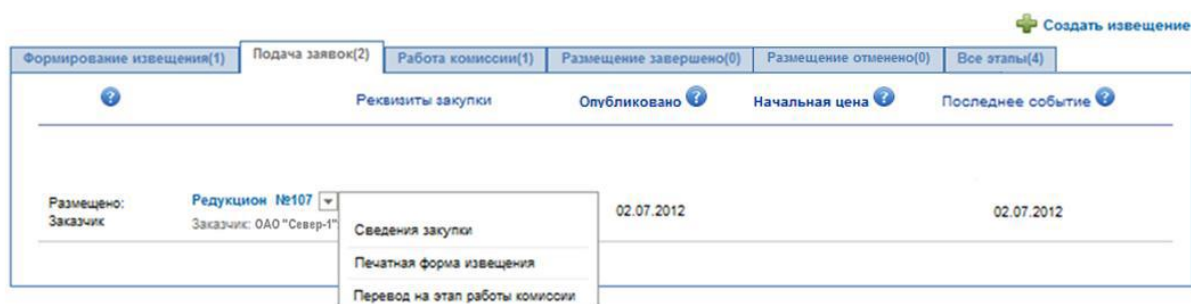 Создать извещение
Формирование извещения(1) Подача заявок(2) Работа комиссии(1) Размещение завершено(0) Размещение отменено(0) Все этапы(4)
? Реквизиты закупки Опубликовано ? Начальная цена ? Последнее событие ?
Размещено: Редукцион №107 02.07.2012 02.07.2012
Заказчик Заказчик: ОАО "Север-1"
Сведения закупки
Печатная форма извещения
Перевод на этап работы комиссии